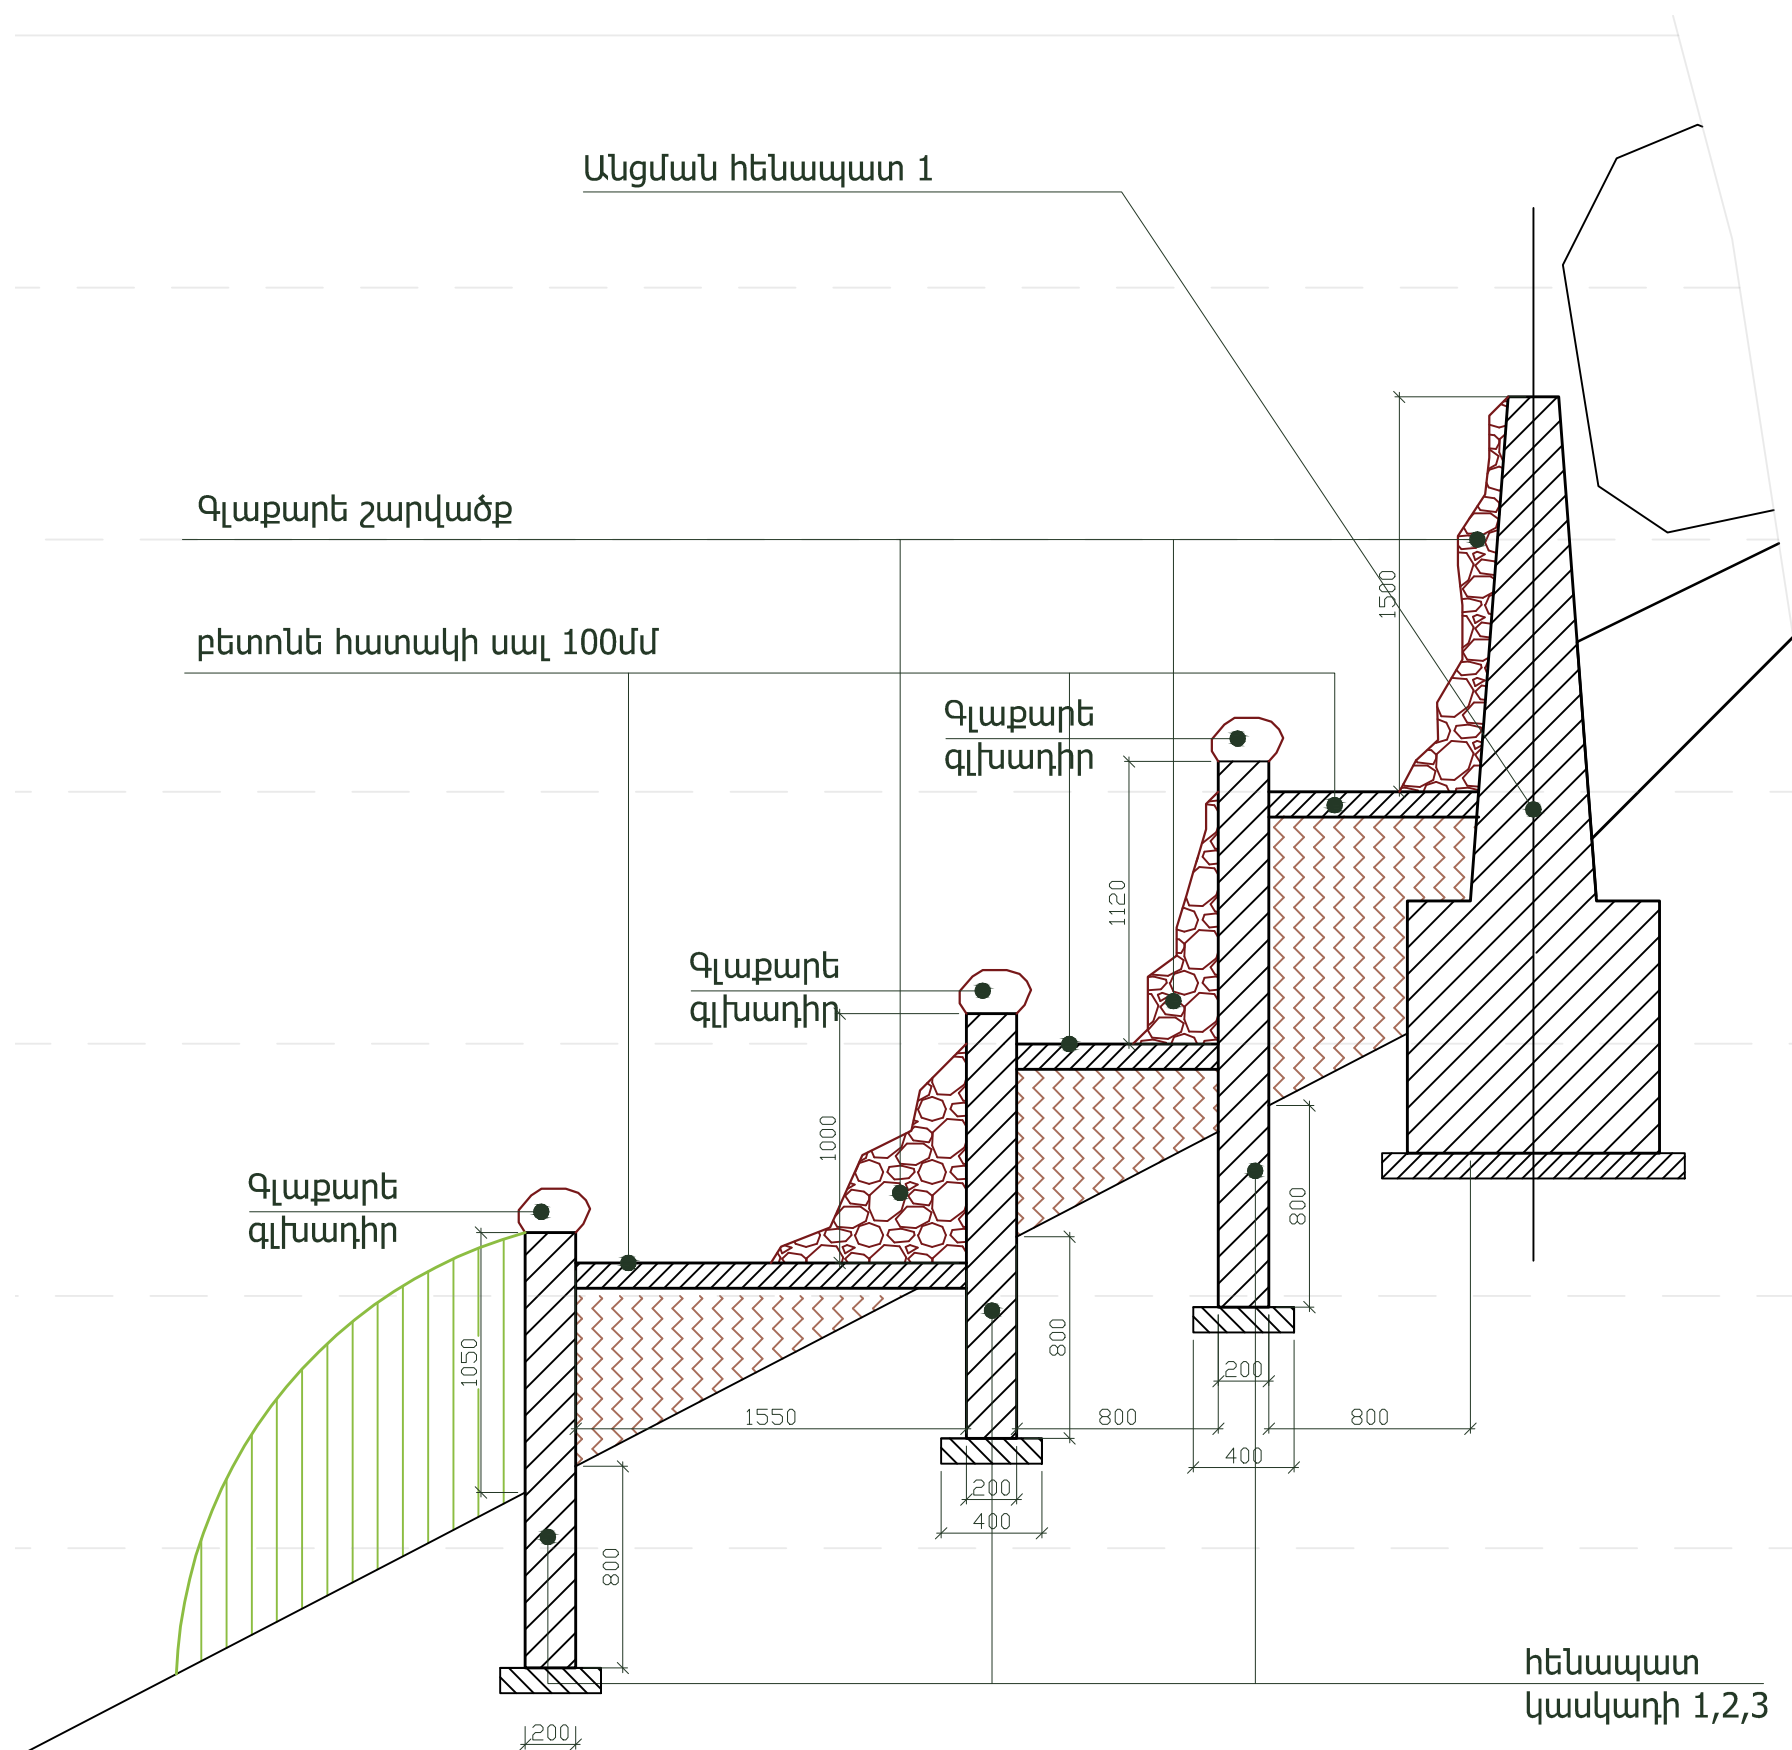 Անցման հենապատ 1
Գլաքարե շարվածք
1500
բետոնե հատակի սալ 100մմ
Գլաքարե
գլխադիր
1120
Գլաքարե
գլխադիր
1000
Գլաքարե
գլխադիր
800
1050
800
200
1550
800
800
400
200
400
800
հենապատ
կասկադի 1,2,3
200